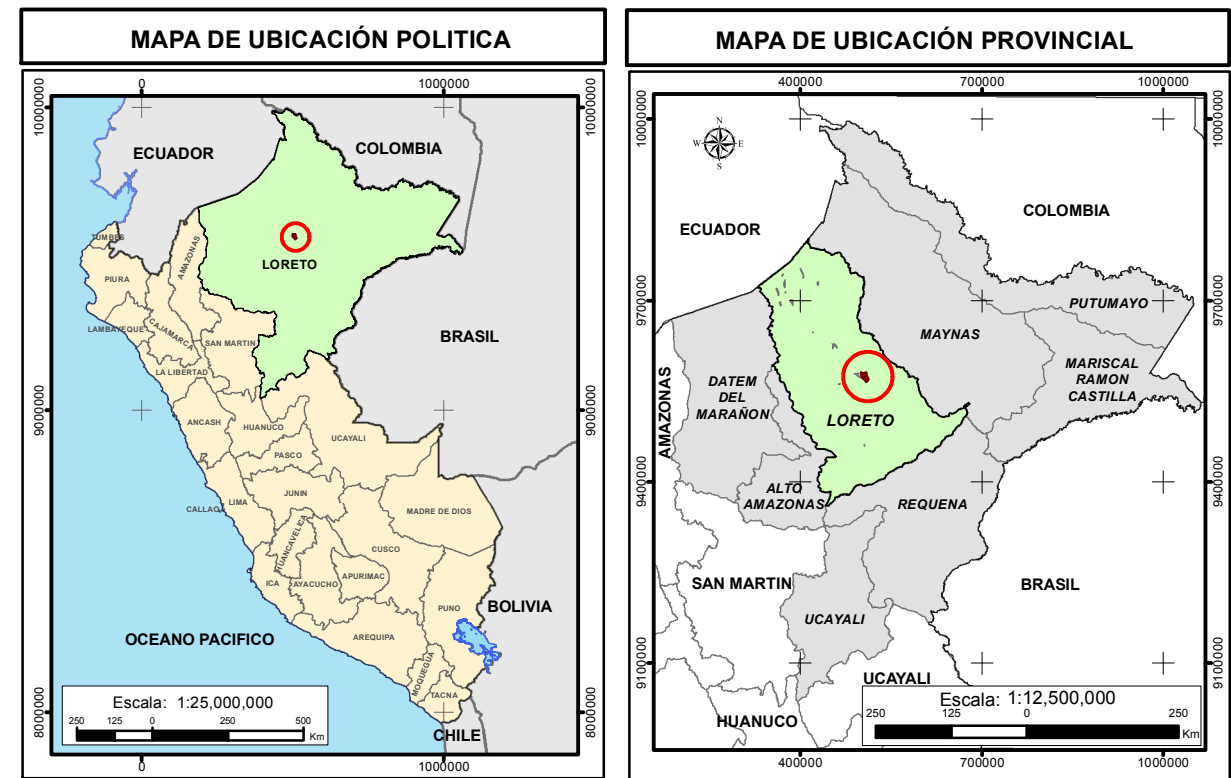 MAPA DE UBICACIÓN POLITICA
0
1000000
10000000
10000000
ECUADOR
COLOMBIA
TUMBES
AMAZONAS
LORETO
PIURA
LAMBAYEQUE
CAJAMARCA
SAN MARTIN
BRASIL
LA LIBERTAD
9000000
9000000
ANCASH
HUANUCO
UCAYALI
PASCO
LIMA
JUNIN
CALLAO
MADRE DE DIOS
HUANCAVELICA
CUSCO
ICA
AYACUCHO
APURIMAC
PUNO
BOLIVIA
OCEANO PACIFICO
AREQUIPA
MOQUEGUA
TACNA
Escala: 1:25,000,000
250 125 0 250 500
Km
8000000
8000000
CHILE
0
1000000
MAPA DE UBICACIÓN PROVINCIAL
400000
700000
1000000
10000000
10000000
N
W
E
S
COLOMBIA
ECUADOR
9700000
9700000
PUTUMAYO
MAYNAS
MARISCAL
RAMON
CASTILLA
DATEM
DEL
MARAÑON
AMAZONAS
LORETO
9400000
9400000
ALTO
AMAZONAS
REQUENA
SAN MARTIN
BRASIL
UCAYALI
9100000
9100000
UCAYALI
HUANUCO
Escala: 1:12,500,000
250 125 0 250
Km
400000
700000
1000000